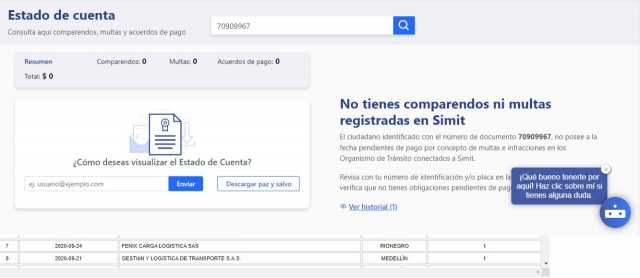 Estado de cuenta
Consulta aquí comparendos, multas y acuerdos de pago
70909967
Resumen Comparendos: 0 Multas: 0 Acuerdos de pago: 0
Total: $ 0
¿Cómo deseas visualizar el Estado de Cuenta?
ej. usuario@ejemplo.com Enviar Descargar paz y salvo
No tienes comparendos ni multas
registradas en Simit
El ciudadano identificado con el número de documento 70909967, no posee a la
fecha pendientes de pago por concepto de multas e infracciones en los
Organismo de Tránsito conectados a Simit.
Revisa con tu número de identificación y/o placa en la
verifica que no tienes obligaciones pendientes de pag
Ver historial (1)
¡Qué bueno tenerte por
aquí! Haz clic sobre mí si
tienes alguna duda
7 2020-09-24 FENIX CARGA LOGISTICA SAS RIONEGRO 1
8 2020-09-21 GESTION Y LOGISTICA DE TRANSPORTE S.A.S. MEDELLÍN 1